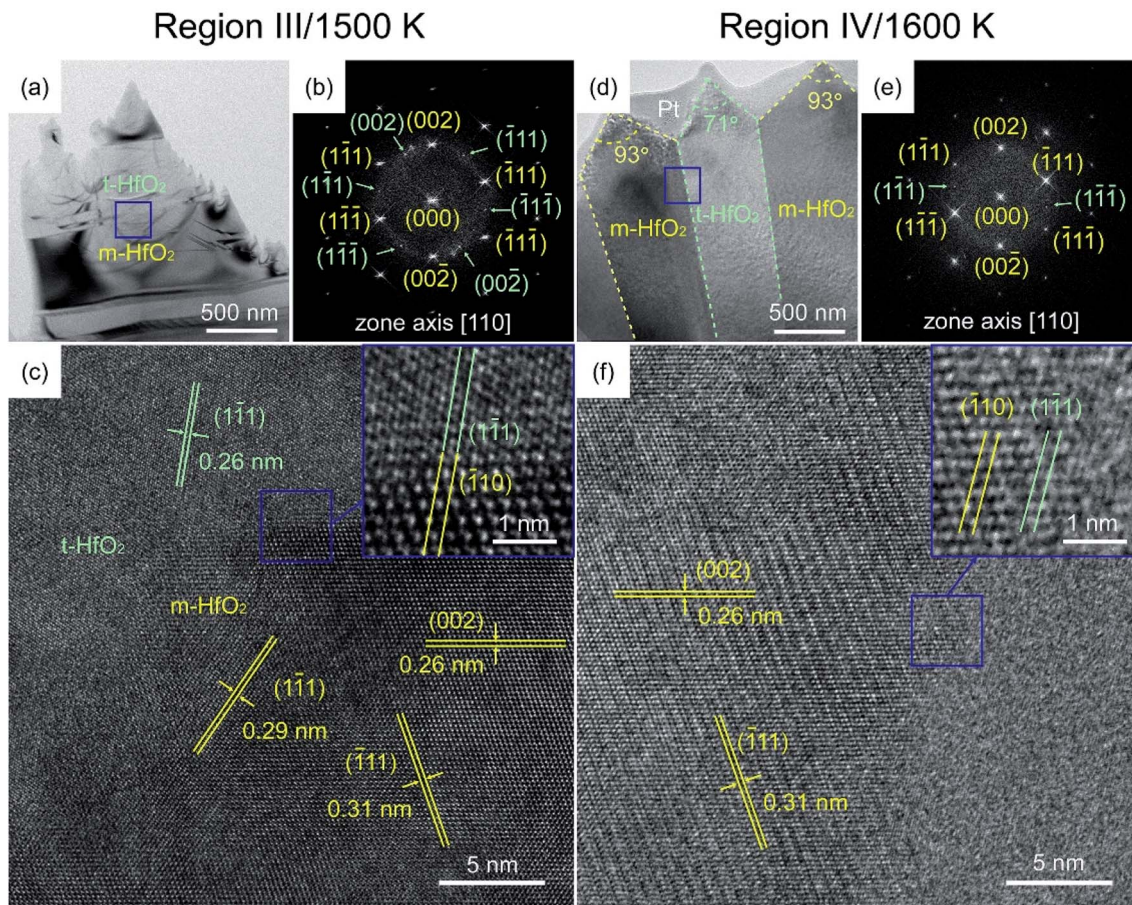 Region III/1500 K
Region IV/1600 K
(a)
t-HfO₂
m-HfO₂
500 nm
(b)
(002) (002)
(1̄11)
(11̄1)
(1̄11)
(11̄1)
(1̄11̄)
(000)
(11̄1̄)
(1̄11̄)
(11̄1̄)
(002̄) (002̄)
zone axis [110]
(d)
Pt
93°
71°
93°
m-HfO₂
t-HfO₂
m-HfO₂
500 nm
(e)
(002)
(11̄1)
(1̄11)
(11̄1)
(11̄1̄)
(000)
(11̄1̄)
(1̄11̄)
(002̄)
zone axis [110]
(c)
(11̄1)
0.26 nm
(11̄1)
(1̄10)
1 nm
t-HfO₂
m-HfO₂
(002)
0.26 nm
(11̄1)
0.29 nm
(1̄11)
0.31 nm
5 nm
(f)
(1̄10)
(11̄1)
1 nm
(002)
0.26 nm
(1̄11)
0.31 nm
5 nm